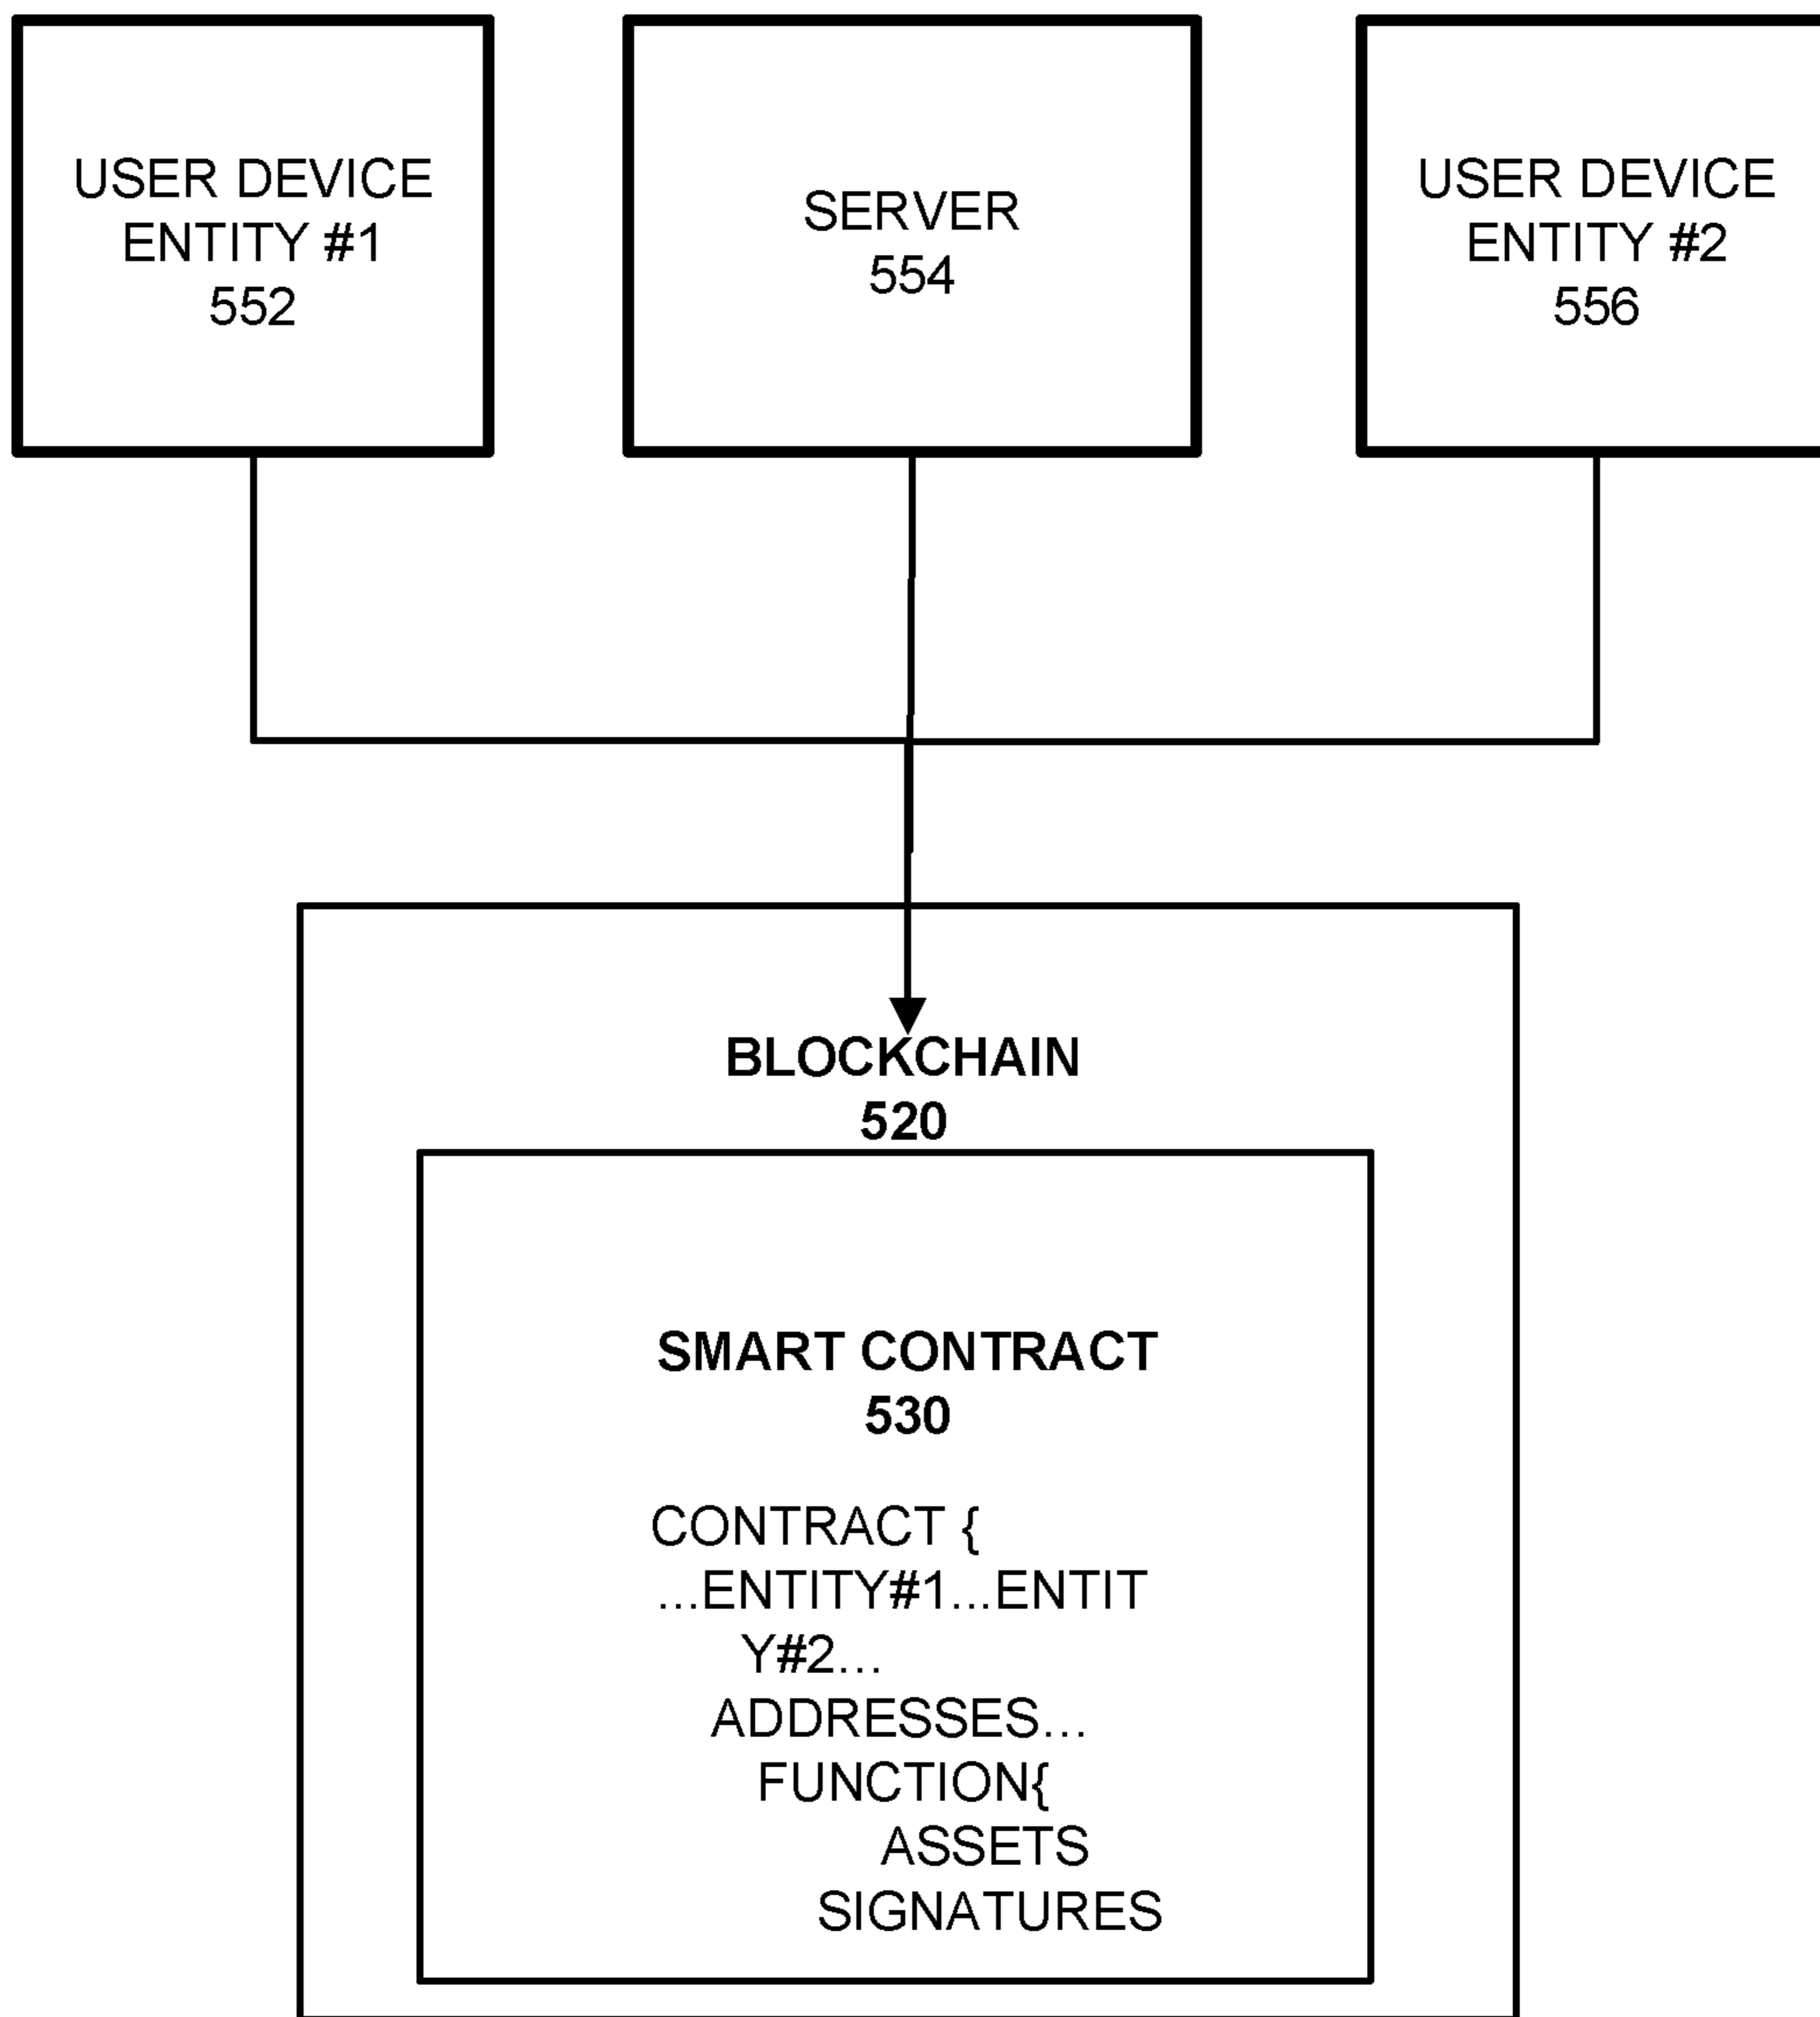 USER DEVICE
ENTITY #1
552
SERVER
554
USER DEVICE
ENTITY #2
556
BLOCKCHAIN
520
SMART CONTRACT
530
CONTRACT {
...ENTITY#1...ENTIT
Y#2...
ADDRESSES...
FUNCTION{
ASSETS
SIGNATURES